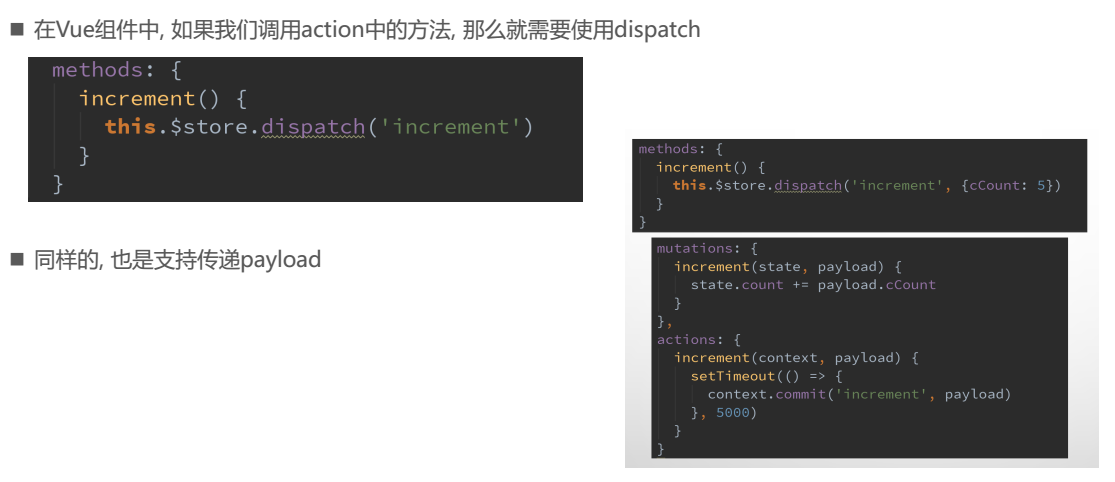 ■ 在Vue组件中, 如果我们调用action中的方法, 那么就需要使用dispatch
methods: {
  increment() {
    this.$store.dispatch('increment')
  }
}
■ 同样的, 也是支持传递payload
methods: {
  increment() {
    this.$store.dispatch('increment', {cCount: 5})
  }
}
mutations: {
  increment(state, payload) {
    state.count += payload.cCount
  }
},
actions: {
  increment(context, payload) {
    setTimeout(() => {
      context.commit('increment', payload)
    }, 5000)
  }
}